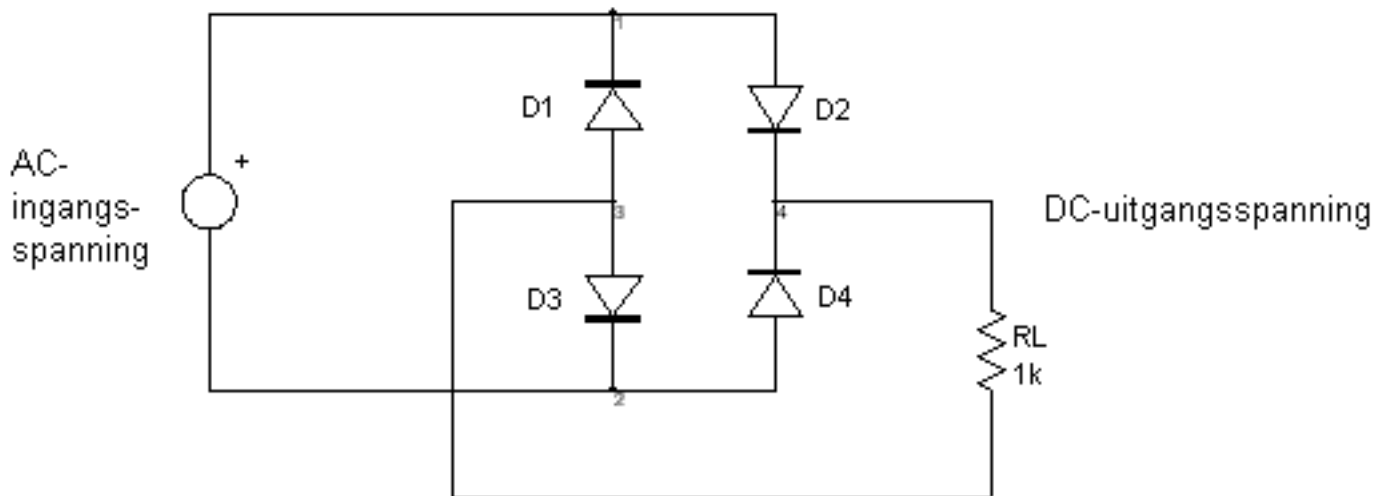 1
D1
D2
+
AC-
ingangs-
spanning
3
4
DC-uitgangsspanning
D3
D4
RL
1k
2